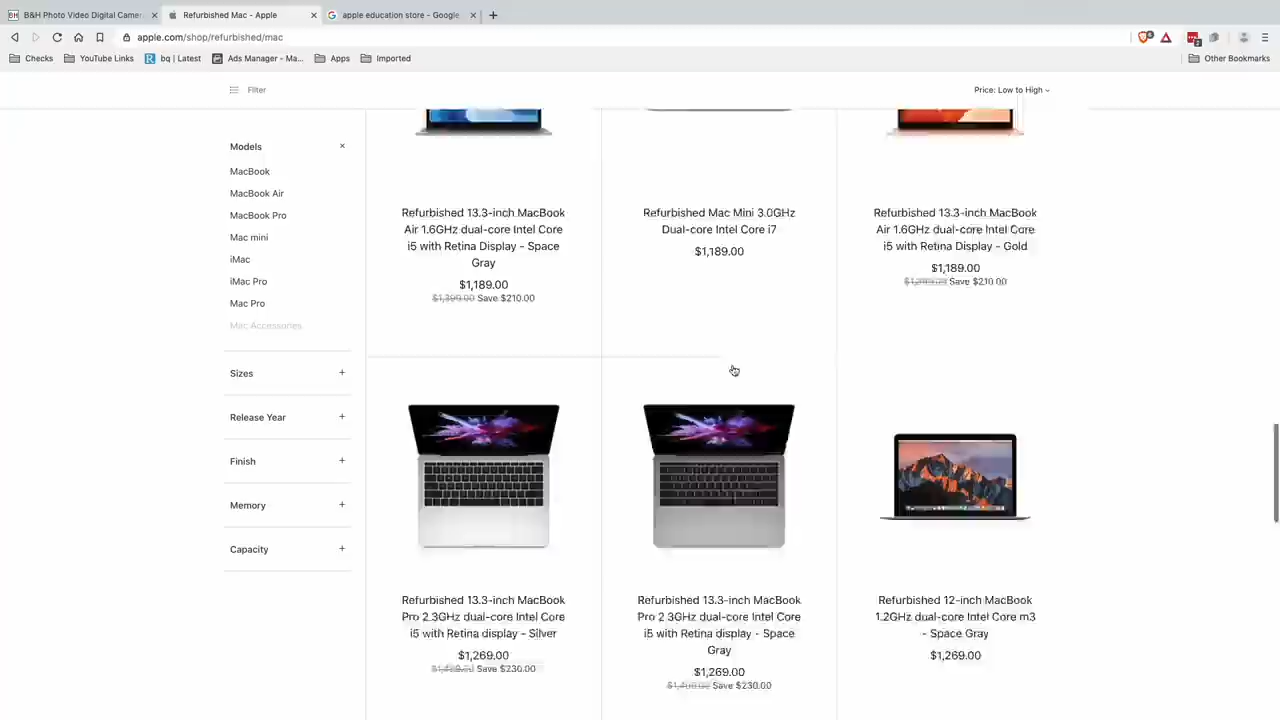 B&H Photo Video Digital Camera
Refurbished Mac - Apple
apple education store - Google
apple.com/shop/refurbished/mac
Checks
YouTube Links
bq | Latest
Ads Manager - Ma...
Apps
Imported
Other Bookmarks
Filter
Price: Low to High
Models
MacBook
MacBook Air
MacBook Pro
Mac mini
iMac
iMac Pro
Mac Pro
Mac Accessories
Sizes
Release Year
Finish
Memory
Capacity
Refurbished 13.3-inch MacBook
Air 1.6GHz dual-core Intel Core
i5 with Retina Display - Space
Gray
$1,189.00
$1,399.00 Save $210.00
Refurbished Mac Mini 3.0GHz
Dual-core Intel Core i7
$1,189.00
Refurbished 13.3-inch MacBook
Air 1.6GHz dual-core Intel Core
i5 with Retina Display - Gold
$1,189.00
Save $210.00
Refurbished 13.3-inch MacBook
Pro 2.3GHz dual-core Intel Core
i5 with Retina display - Silver
$1,269.00
Save $230.00
Refurbished 13.3-inch MacBook
Pro 2.3GHz dual-core Intel Core
i5 with Retina display - Space
Gray
$1,269.00
Save $230.00
Refurbished 12-inch MacBook
1.2GHz dual-core Intel Core m3
- Space Gray
$1,269.00